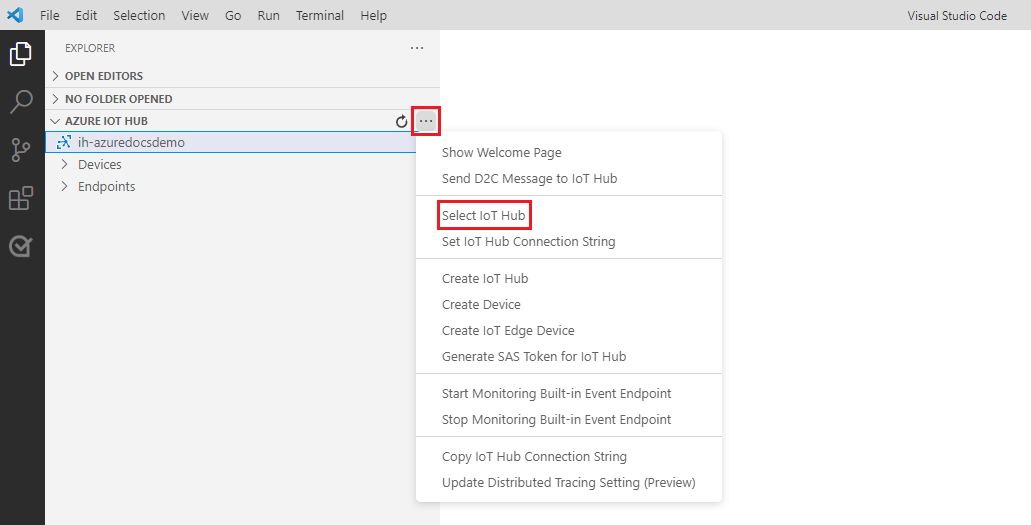 File Edit Selection View Go Run Terminal Help Visual Studio Code
EXPLORER
OPEN EDITORS
NO FOLDER OPENED
AZURE IOT HUB
ih-azuredocsdemo
Devices
Endpoints
Show Welcome Page
Send D2C Message to IoT Hub
Select IoT Hub
Set IoT Hub Connection String
Create IoT Hub
Create Device
Create IoT Edge Device
Generate SAS Token for IoT Hub
Start Monitoring Built-in Event Endpoint
Stop Monitoring Built-in Event Endpoint
Copy IoT Hub Connection String
Update Distributed Tracing Setting (Preview)